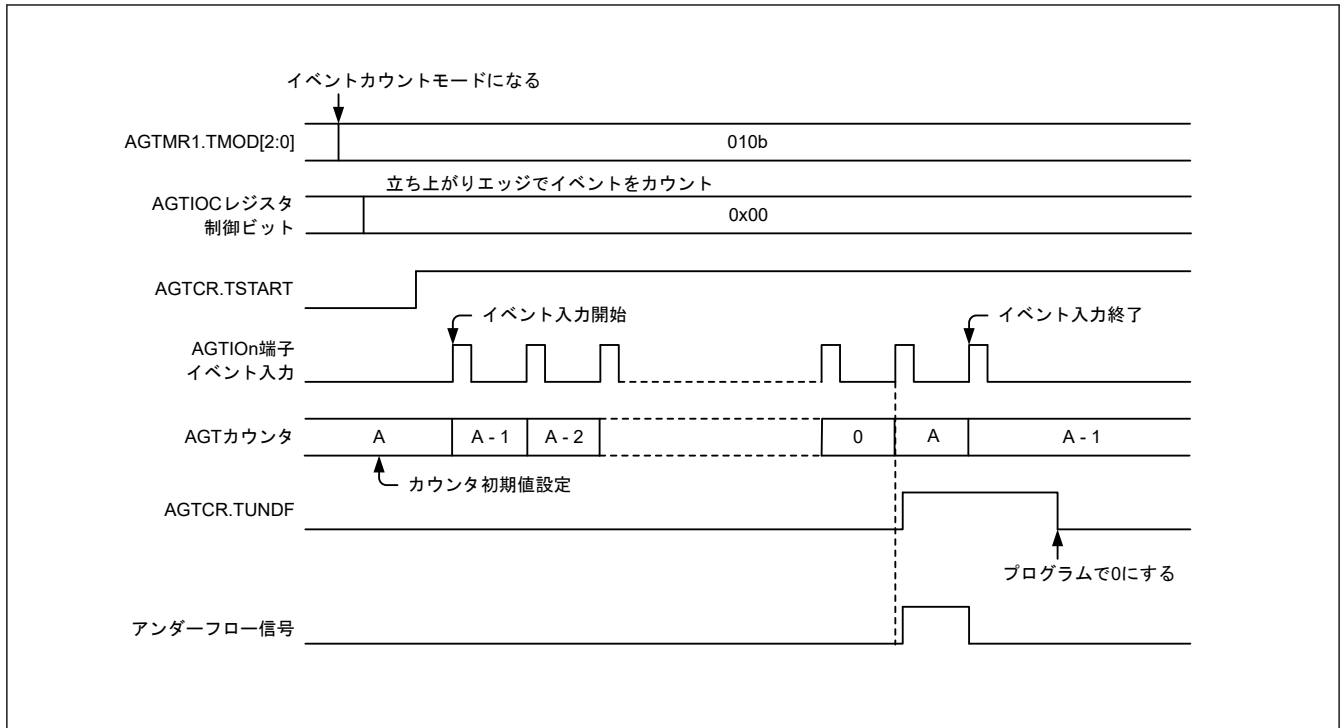 イベントカウントモードになる
AGTMR1.TMOD[2:0]
010b
立ち上がりエッジでイベントをカウント
AGTIOCレジスタ
制御ビット
0x00
AGTCR.TSTART
イベント入力開始
イベント入力終了
AGTIOn端子
イベント入力
AGTカウンタ
A
A - 1
A - 2
0
A
A - 1
カウンタ初期値設定
AGTCR.TUNDF
プログラムで0にする
アンダーフロー信号